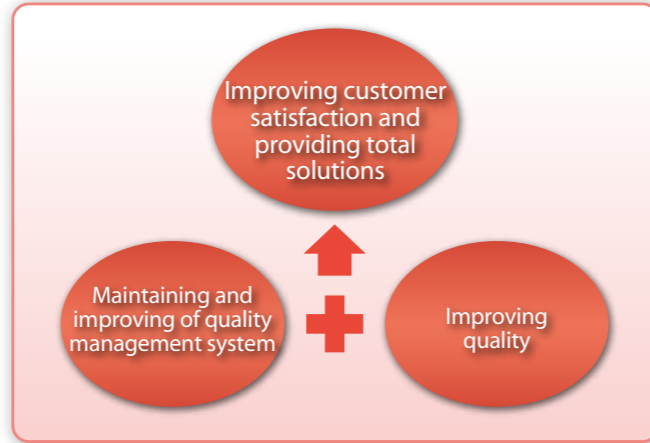 Improving customer
satisfaction and
providing total
solutions
Maintaining and
improving of quality
management system
Improving
quality